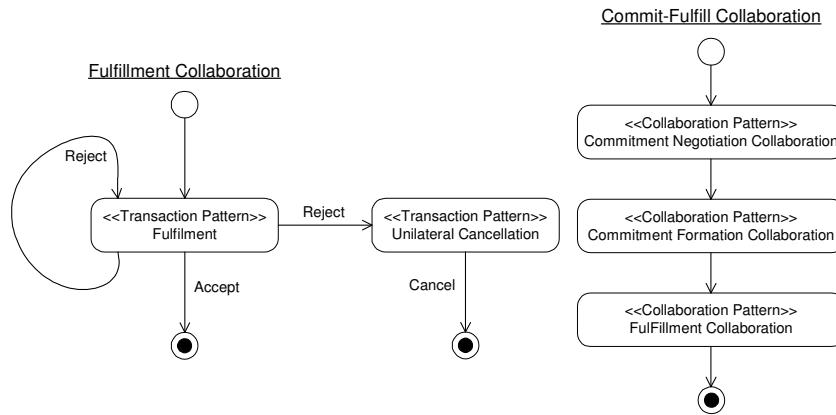 Fulfillment Collaboration
Reject
<<Transaction Pattern>>
Fulfilment
Reject
<<Transaction Pattern>>
Unilateral Cancellation
Accept
Cancel
Commit-Fulfill Collaboration
<<Collaboration Pattern>>
Commitment Negotiation Collaboration
<<Collaboration Pattern>>
Commitment Formation Collaboration
<<Collaboration Pattern>>
FulFillment Collaboration